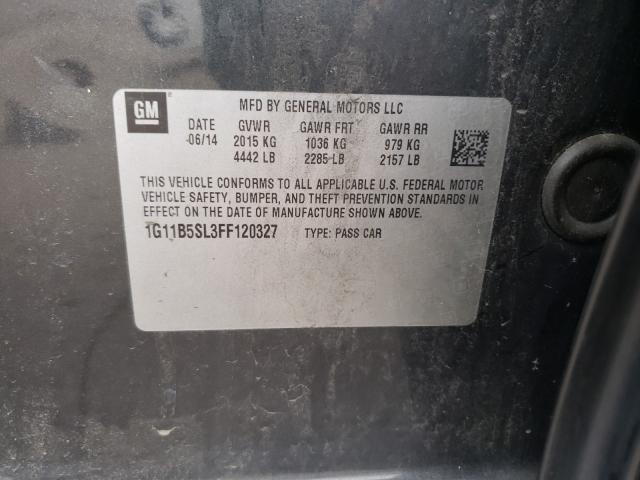 GM
MFD BY GENERAL MOTORS LLC
DATE GVWR GAWR FRT GAWR RR
06/14 2015 KG 1036 KG 979 KG
4442 LB 2285 LB 2157 LB
THIS VEHICLE CONFORMS TO ALL APPLICABLE U.S. FEDERAL MOTOR
VEHICLE SAFETY, BUMPER, AND THEFT PREVENTION STANDARDS IN
EFFECT ON THE DATE OF MANUFACTURE SHOWN ABOVE.
1G11B5SL3FF120327 TYPE: PASS CAR